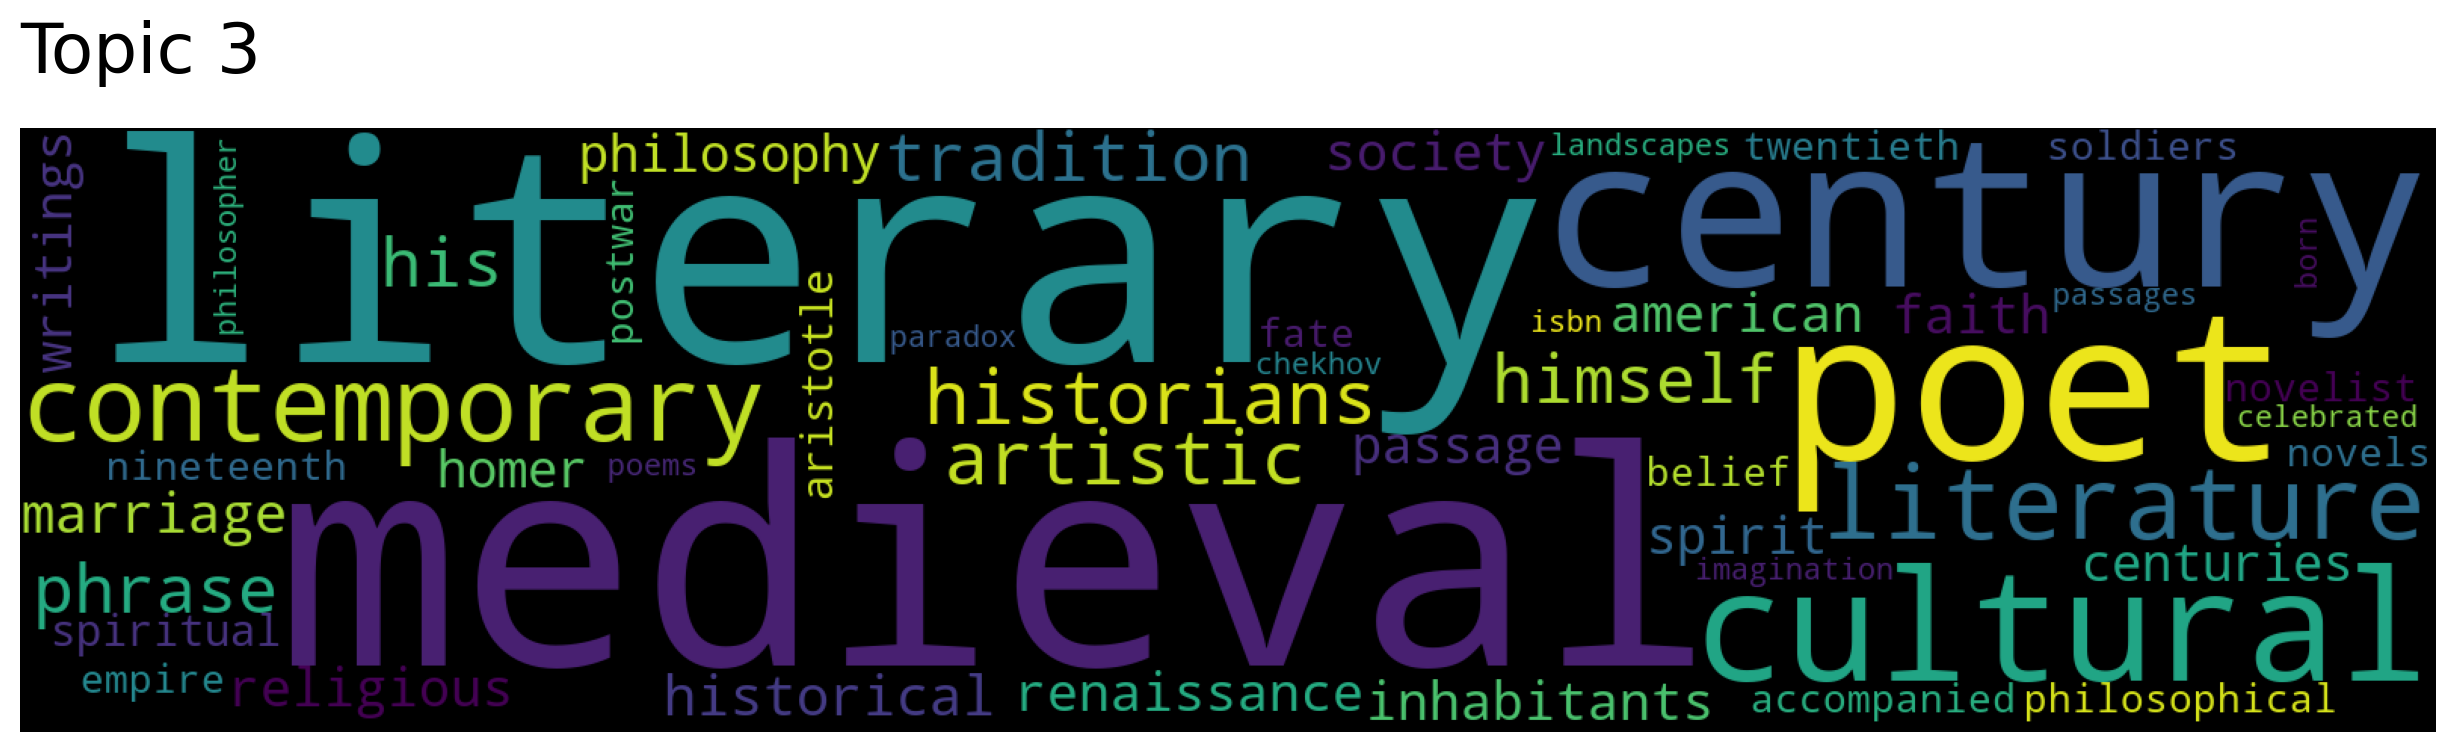 Topic 3
writings
philosopher
literary
his
postwar
philosophy
tradition
society
landscapes
twentieth
soldiers
century
born
aristotle
paradox
fate
chekhov
isbn
american
faith
passages
contemporary
historians
himself
poet
novelist
celebrated
nineteenth
homer
poems
artistic
passage
belief
novels
marriage
medieval
spirit
literature
imagination
centuries
phrase
spiritual
cultural
empire
religious
historical
renaissance
inhabitants
accompanied
philosophical